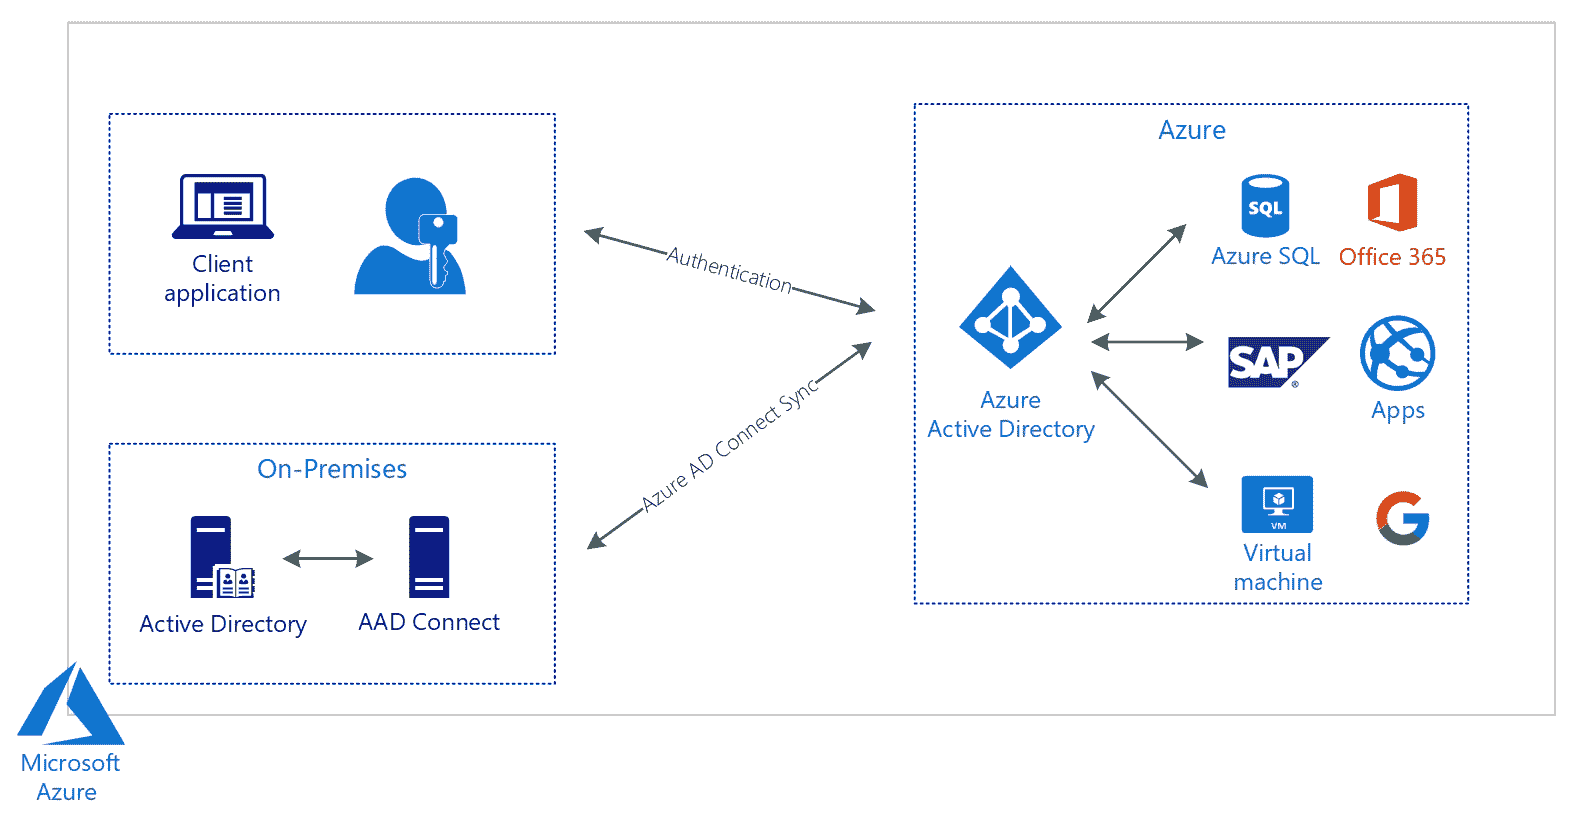 Azure
Client
application
Authentication
SQL
Azure SQL
Office 365
SAP
®
Apps
Azure
Active Directory
Azure AD Connect Sync
On-Premises
Active Directory
AAD Connect
VM
Virtual
machine
G
Microsoft
Azure